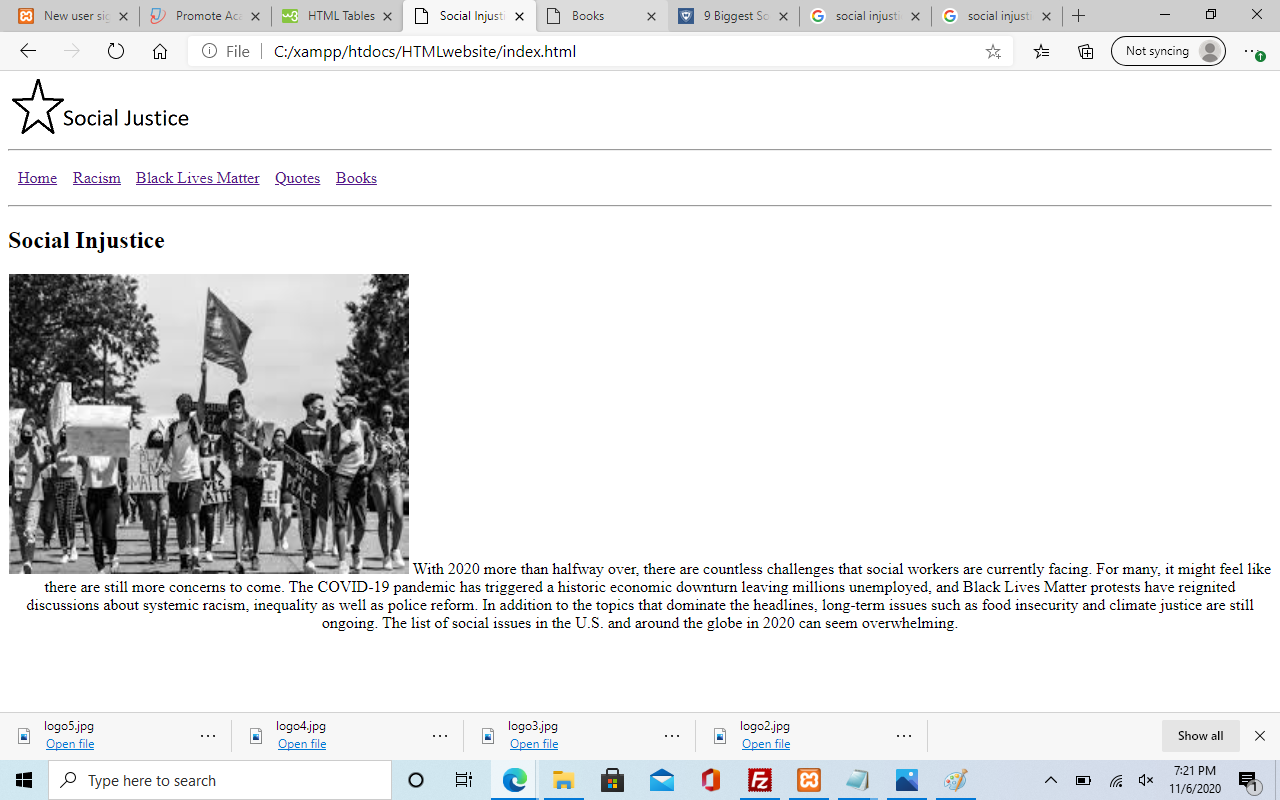 New user sig
Promote Aca
HTML Tables
Social Injusti
Books
9 Biggest So
social injusti
social injusti
File
C:/xampp/htdocs/HTMLwebsite/index.html
Not syncing
Social Justice
Home Racism Black Lives Matter Quotes Books
Social Injustice
With 2020 more than halfway over, there are countless challenges that social workers are currently facing. For many, it might feel like
there are still more concerns to come. The COVID-19 pandemic has triggered a historic economic downturn leaving millions unemployed, and Black Lives Matter protests have reignited
discussions about systemic racism, inequality as well as police reform. In addition to the topics that dominate the headlines, long-term issues such as food insecurity and climate justice are still
ongoing. The list of social issues in the U.S. and around the globe in 2020 can seem overwhelming.
logo5.jpg
Open file
logo4.jpg
Open file
logo3.jpg
Open file
logo2.jpg
Open file
Show all
Type here to search
7:21 PM
11/6/2020
1